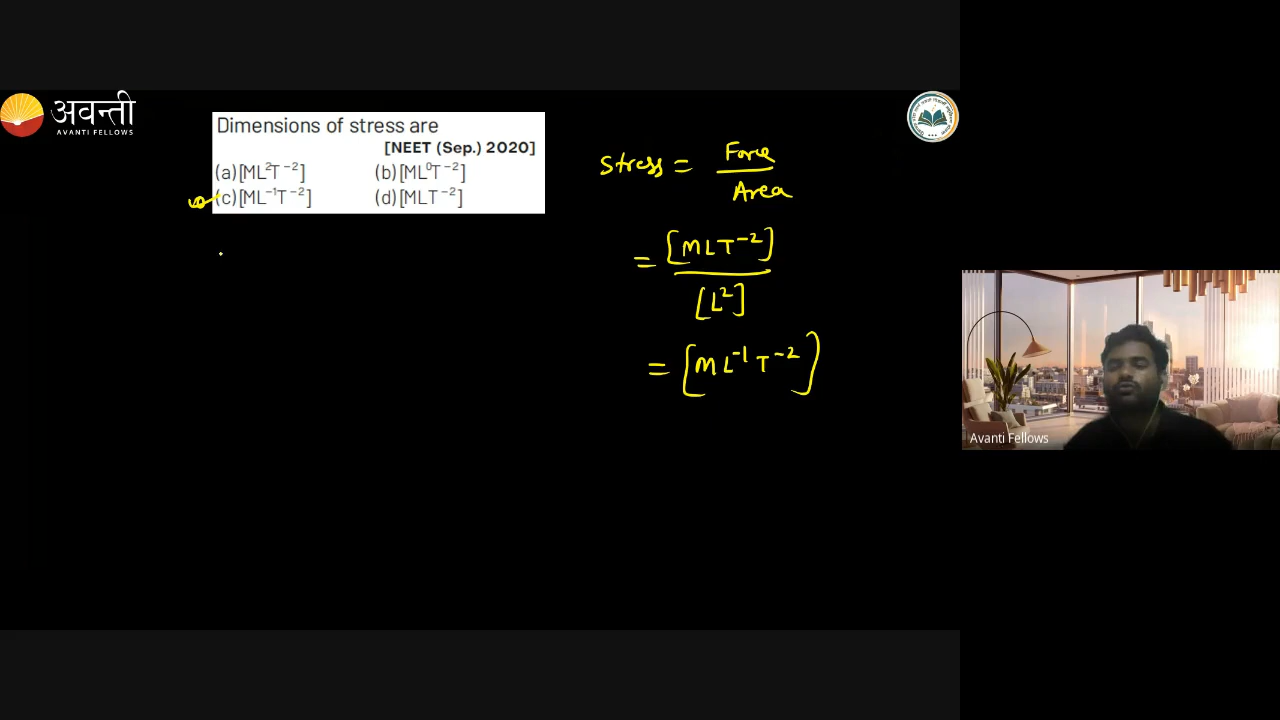 अवन्ती
AVANTI FELLOWS
Dimensions of stress are
[NEET (Sep.) 2020]
(a) [ML²T⁻²] (b) [ML⁰T⁻²]
(c) [ML⁻¹T⁻²] (d) [MLT⁻²]
Stress = Force / Area
= [MLT⁻²] / [L²]
= [ML⁻¹T⁻²]
Avanti Fellows